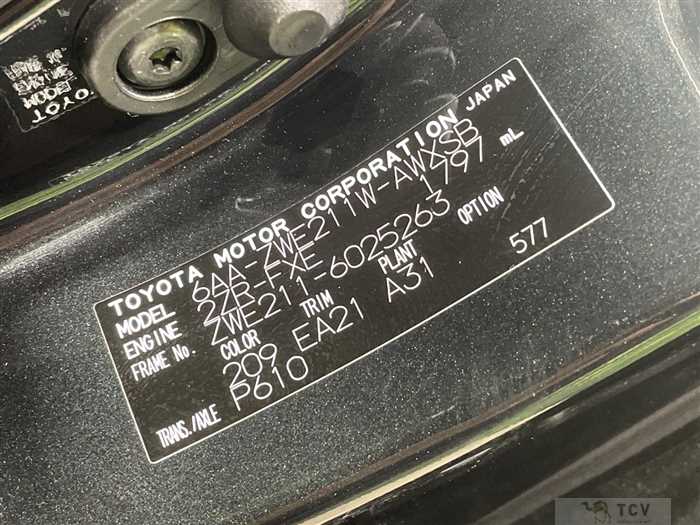 TOYOTA MOTOR CORPORATION JAPAN
MODEL 6AA-ZWE211W-AWXSB
ENGINE 2ZR-FXE 1797 mL
FRAME No. ZWE211-6025263
COLOR TRIM PLANT OPTION
209 EA21 A31 577
TRANS./AXLE P610
TCV